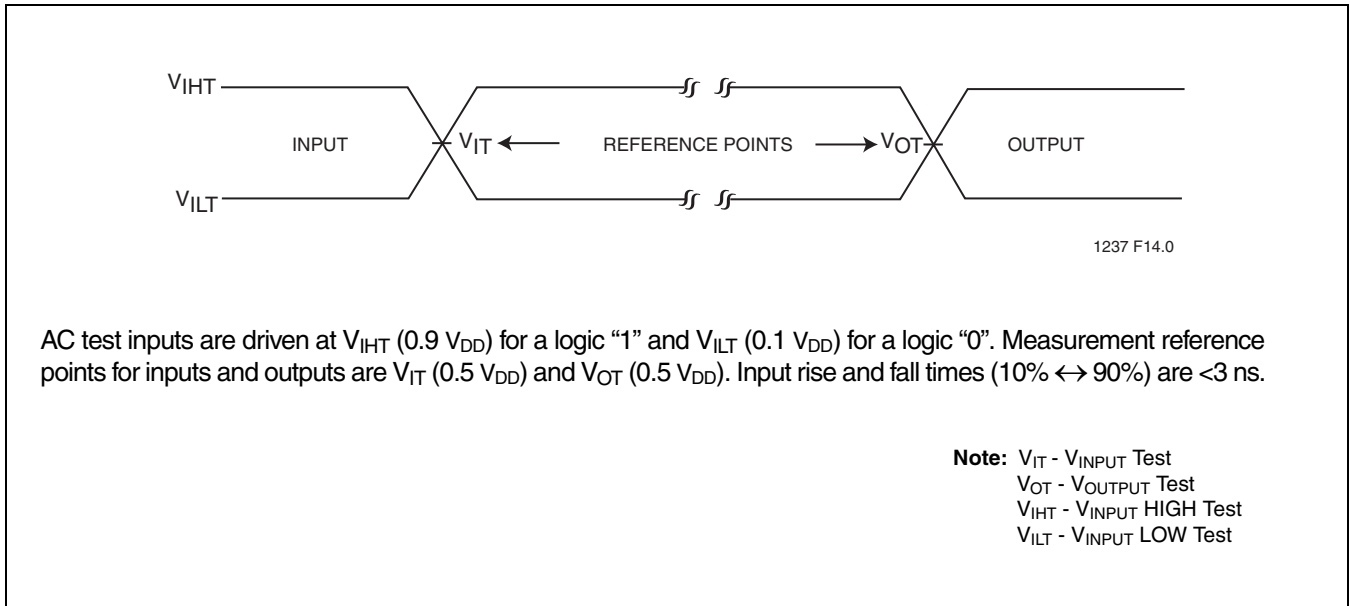 VIHT
INPUT VIT REFERENCE POINTS VOT OUTPUT
VILT
1237 F14.0
AC test inputs are driven at VIHT (0.9 VDD) for a logic “1” and VILT (0.1 VDD) for a logic “0”. Measurement reference
points for inputs and outputs are VIT (0.5 VDD) and VOT (0.5 VDD). Input rise and fall times (10% ↔ 90%) are <3 ns.
Note: VIT - VINPUT Test
VOT - VOUTPUT Test
VIHT - VINPUT HIGH Test
VILT - VINPUT LOW Test